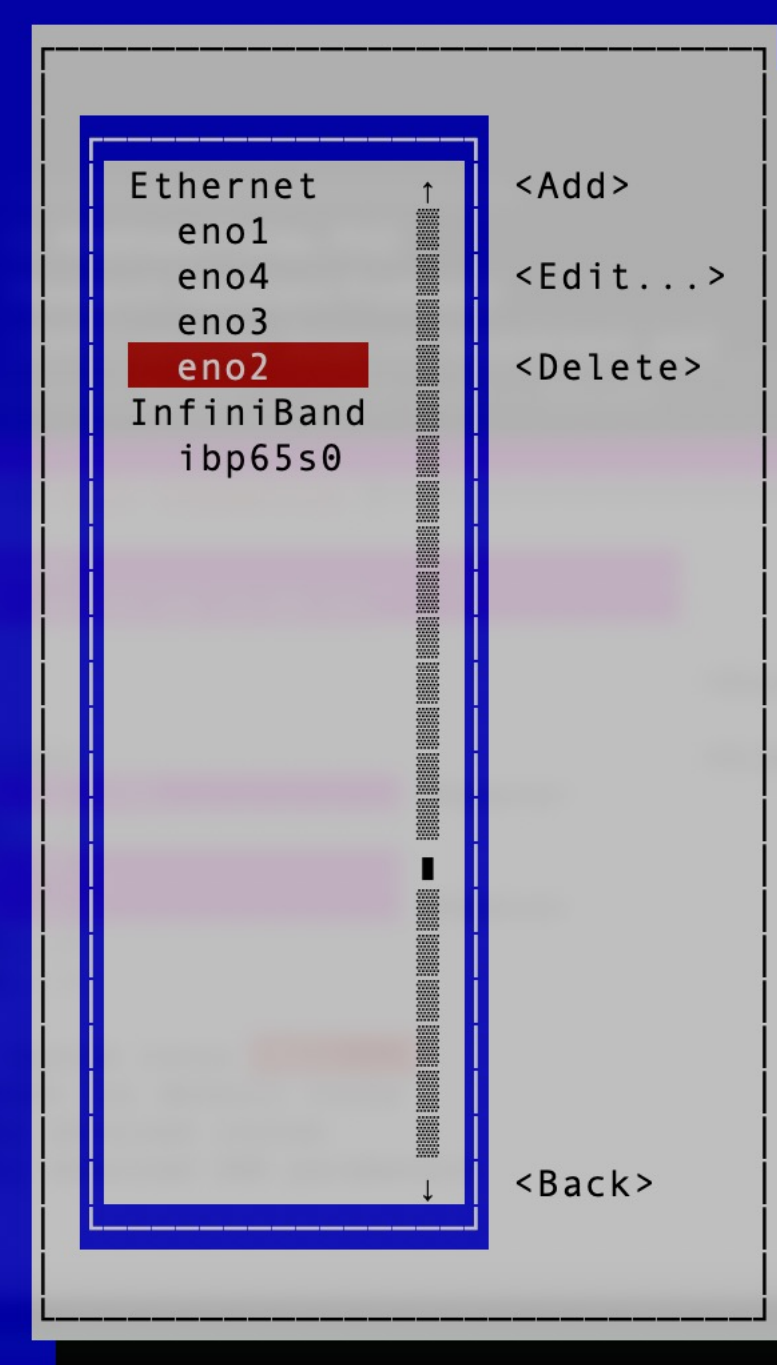 Ethernet ↑ <Add>
eno1
eno4 <Edit...>
eno3
eno2 <Delete>
InfiniBand
ibp65s0
↓ <Back>